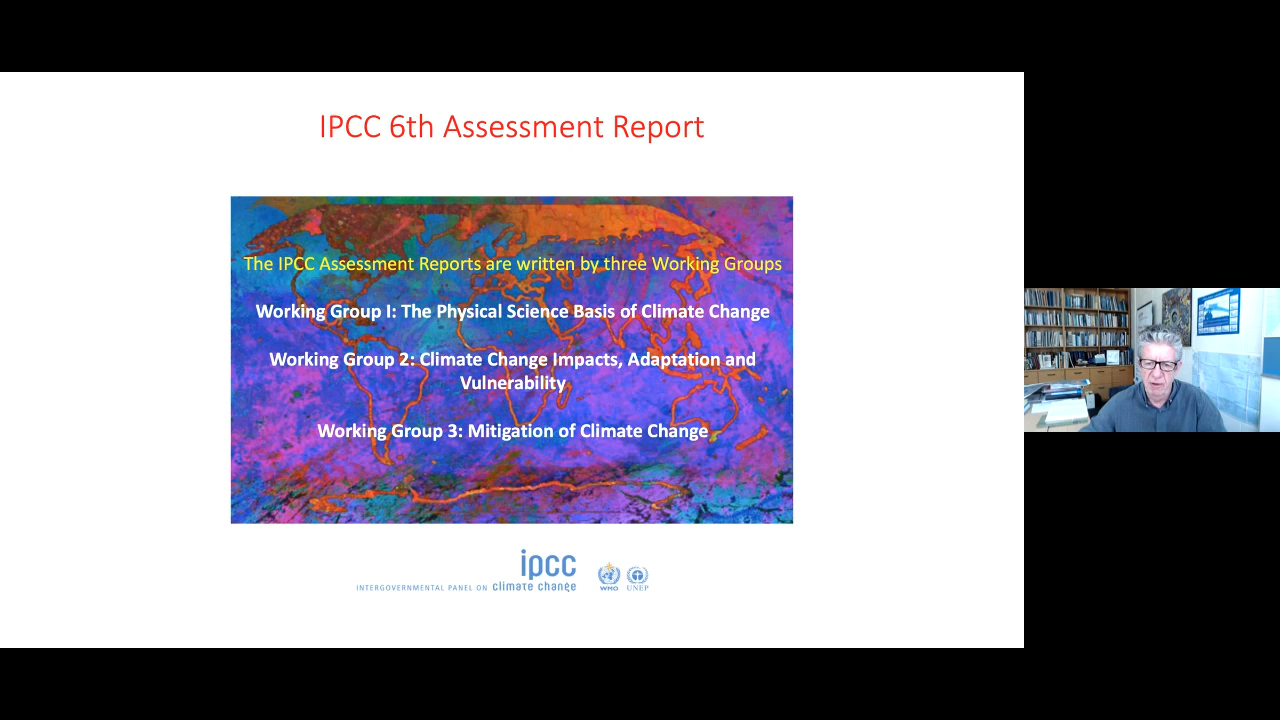 IPCC 6th Assessment Report
The IPCC Assessment Reports are written by three Working Groups
Working Group I: The Physical Science Basis of Climate Change
Working Group 2: Climate Change Impacts, Adaptation and
Vulnerability
Working Group 3: Mitigation of Climate Change
ipcc
INTERGOVERNMENTAL PANEL ON climate change
WMO UNEP